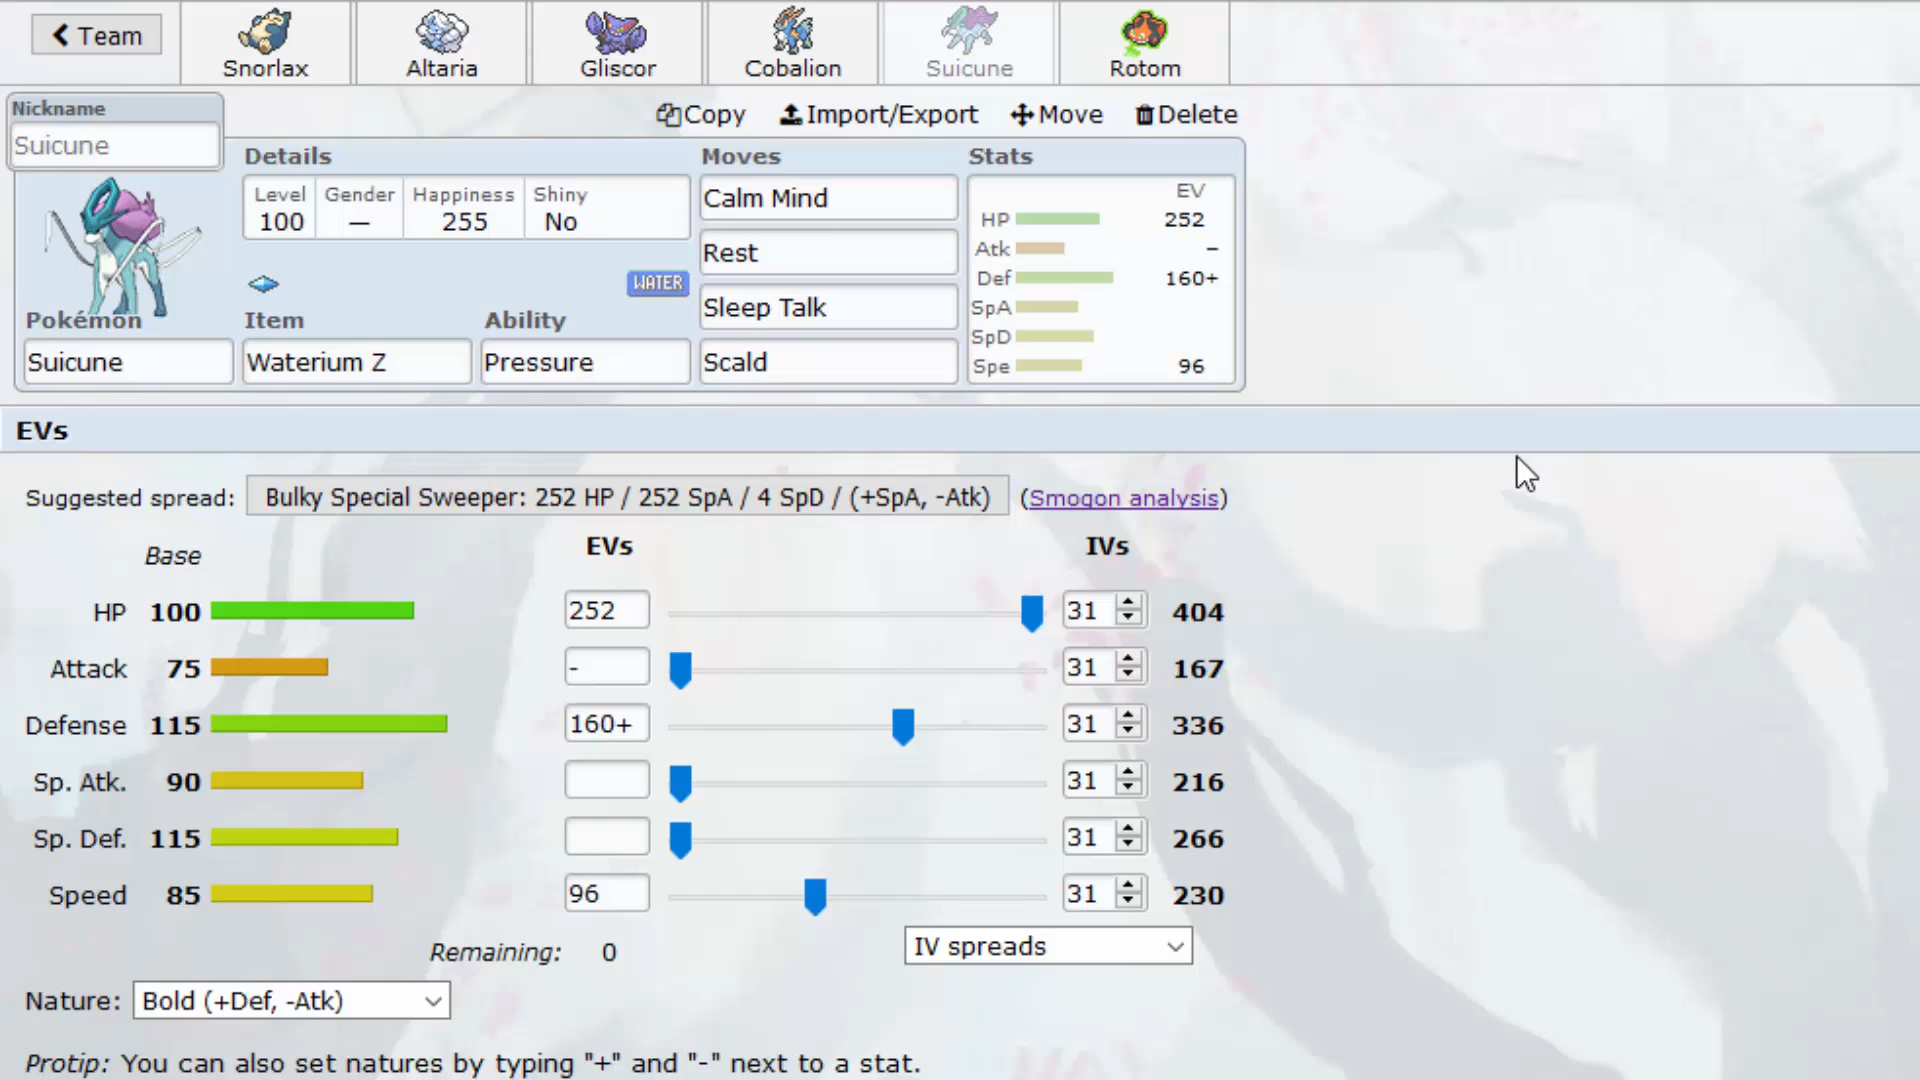 Team
Snorlax
Altaria
Gliscor
Cobalion
Suicune
Rotom
Nickname
Suicune
Copy
Import/Export
Move
Delete
Details
Moves
Stats
Level
Gender
Happiness
Shiny
100
—
255
No
WATER
Pokémon
Item
Ability
Suicune
Waterium Z
Pressure
Calm Mind
Rest
Sleep Talk
Scald
EV
HP 252
Atk –
Def 160+
SpA
SpD
Spe 96
EVs
Suggested spread: Bulky Special Sweeper: 252 HP / 252 SpA / 4 SpD / (+SpA, -Atk) (Smogon analysis)
Base EVs IVs
HP 100 252 31 404
Attack 75 - 31 167
Defense 115 160+ 31 336
Sp. Atk. 90 31 216
Sp. Def. 115 31 266
Speed 85 96 31 230
Remaining: 0
IV spreads
Nature: Bold (+Def, -Atk)
Protip: You can also set natures by typing "+" and "-" next to a stat.